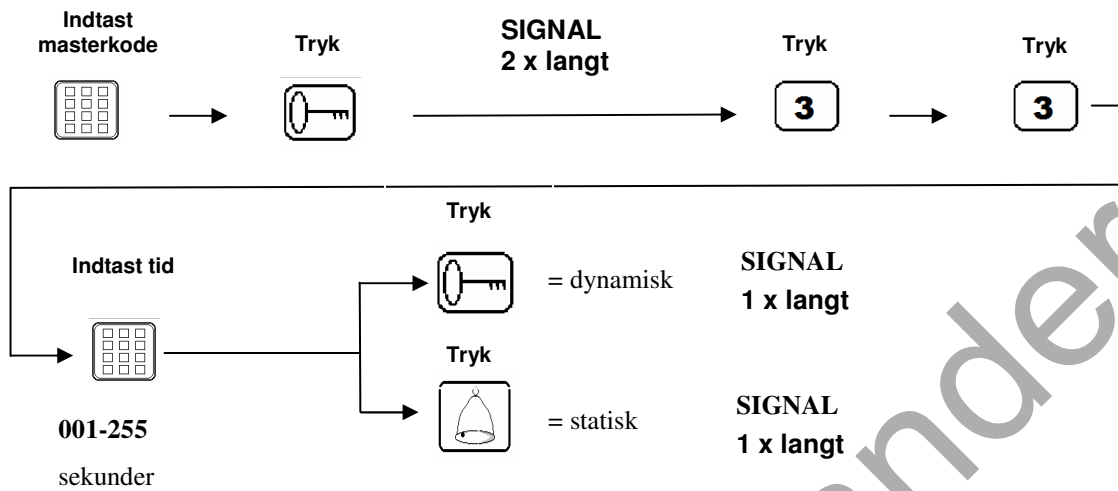 Indtast
masterkode
Tryk
SIGNAL
2 x langt
Tryk
3
Tryk
3
Indtast tid
001-255
sekunder
Tryk
= dynamisk
SIGNAL
1 x langt
Tryk
= statisk
SIGNAL
1 x langt